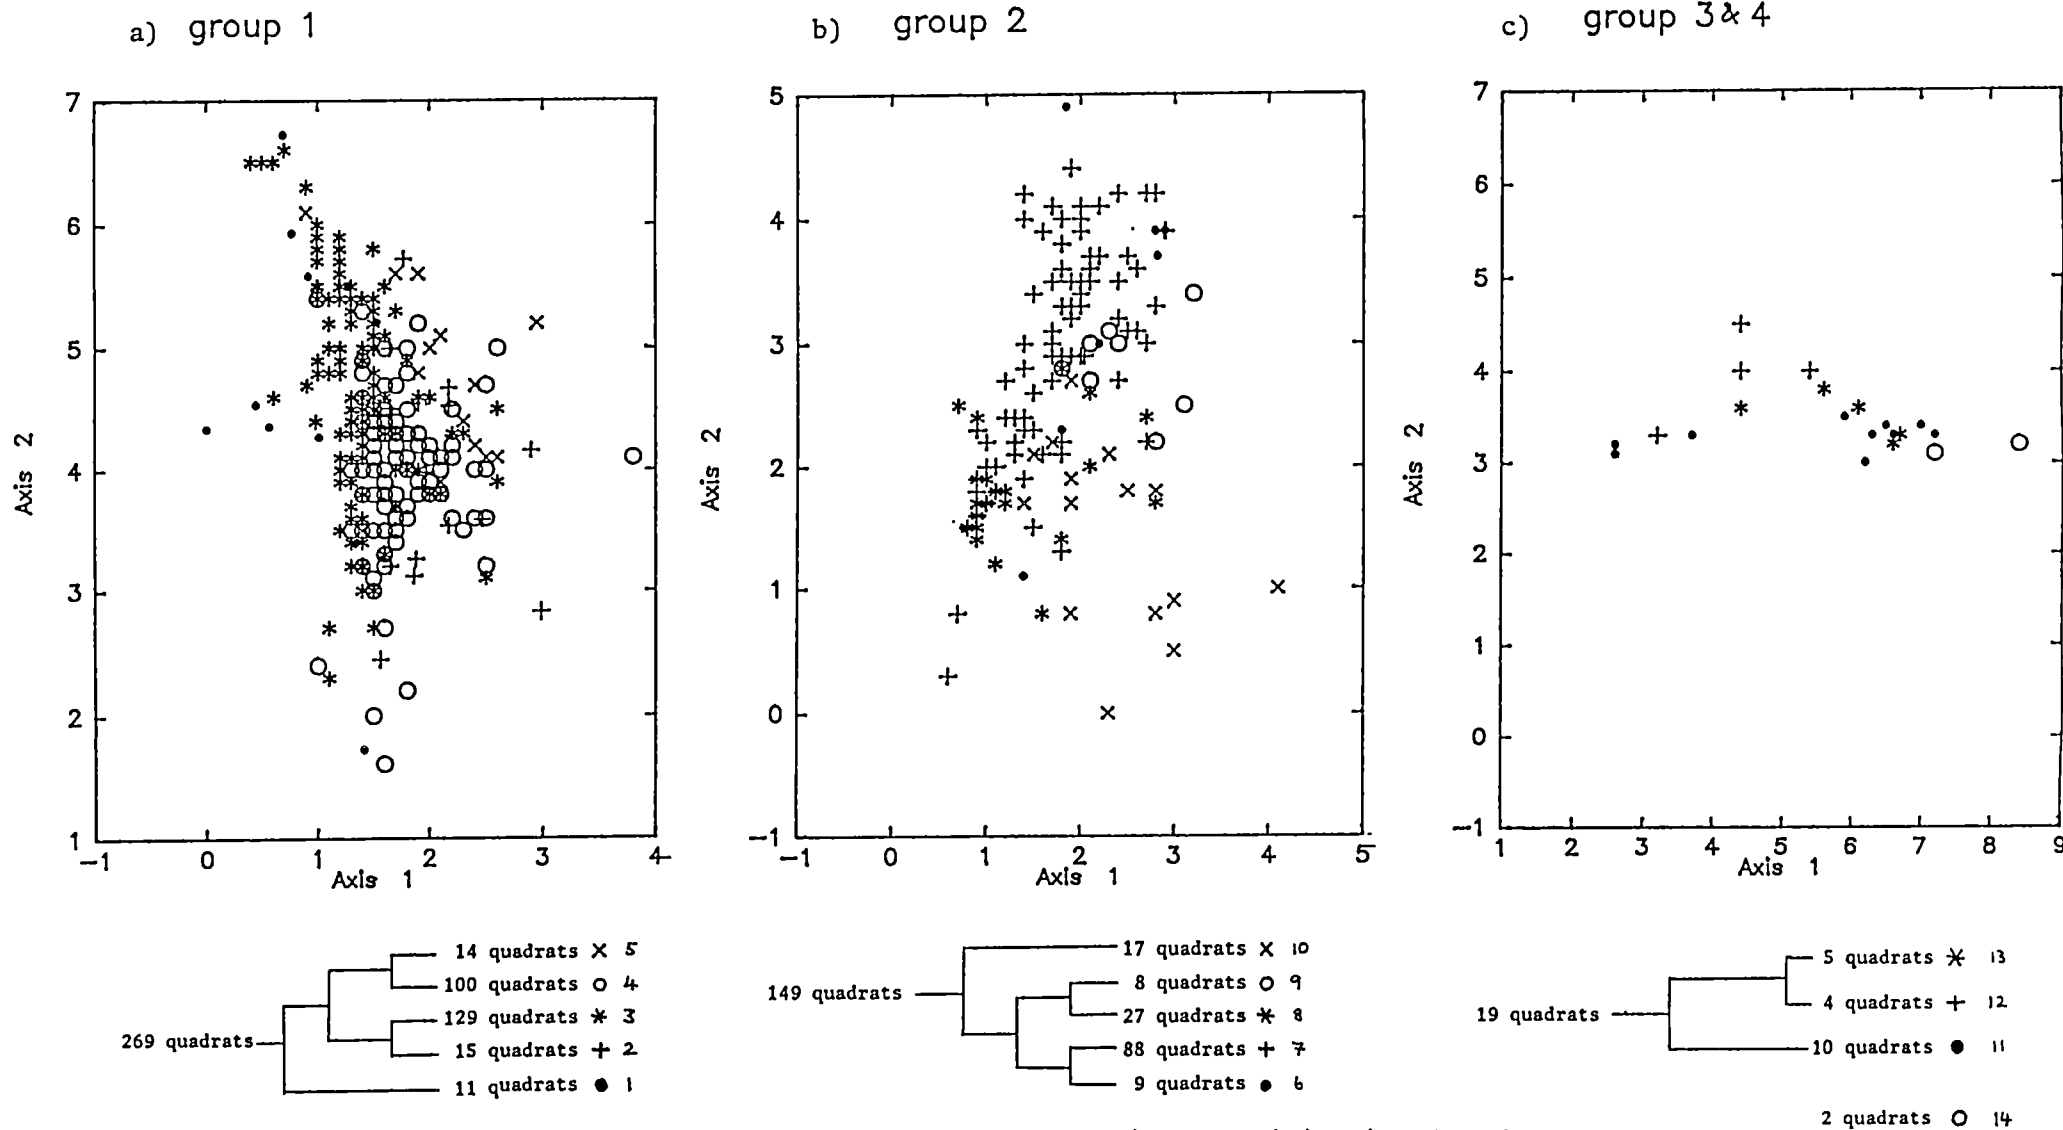 a) group 1
b) group 2
c) group 3 & 4
7
6
5
4
3
2
1
Axis 2
-1 0 1 2 3 4
Axis 1
5
4
3
2
1
0
-1
Axis 2
-1 0 1 2 3 4 5
Axis 1
7
6
5
4
3
2
1
0
-1
Axis 2
1 2 3 4 5 6 7 8 9
Axis 1
269 quadrats
14 quadrats × 5
100 quadrats o 4
129 quadrats * 3
15 quadrats + 2
11 quadrats ● 1
149 quadrats
17 quadrats × 10
8 quadrats o 9
27 quadrats * 8
88 quadrats + 7
9 quadrats ● 6
19 quadrats
5 quadrats * 13
4 quadrats + 12
10 quadrats ● 11
2 quadrats o 14